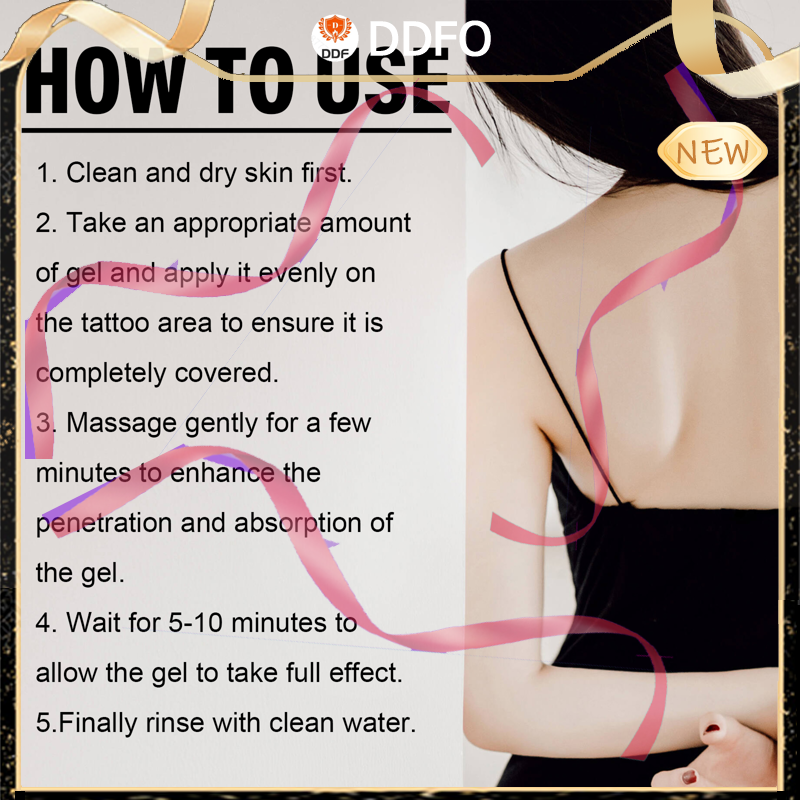 DDF
DDFO
HOW TO USE
NEW
1. Clean and dry skin first.
2. Take an appropriate amount
of gel and apply it evenly on
the tattoo area to ensure it is
completely covered.
3. Massage gently for a few
minutes to enhance the
penetration and absorption of
the gel.
4. Wait for 5-10 minutes to
allow the gel to take full effect.
5.Finally rinse with clean water.